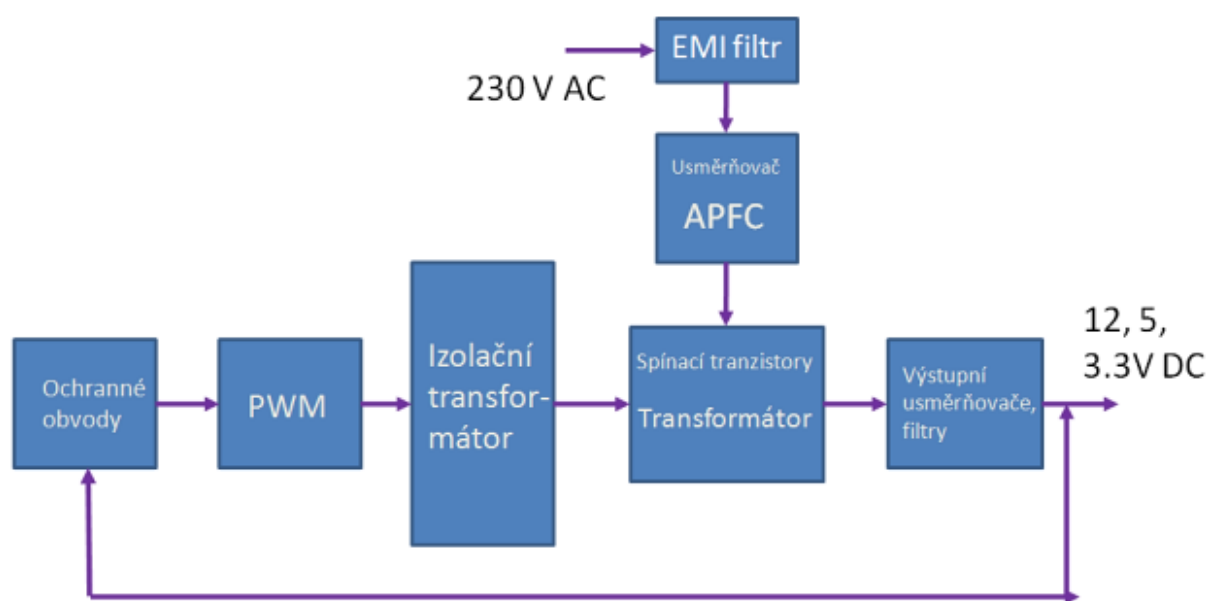 EMI filtr
230 V AC
Usměrňovač
APFC
Ochranné
obvody
PWM
Izolační
transfor-
mátor
Spínací tranzistory
Transformátor
Výstupní
usměrňovače,
filtry
12, 5,
3.3V DC